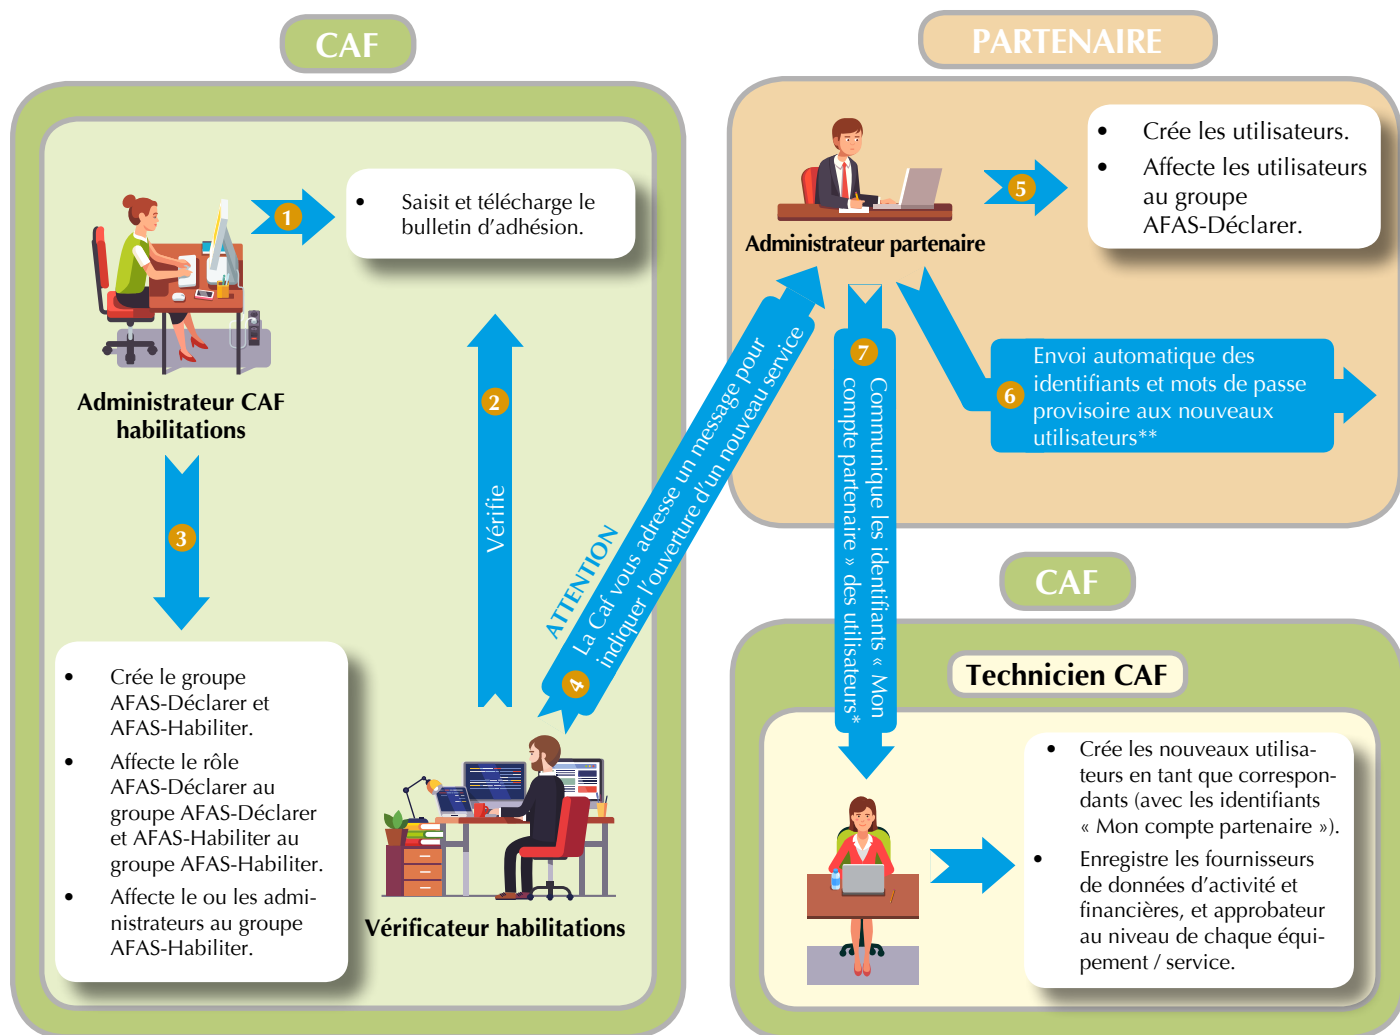 CAF
1
• Saisit et télécharge le
bulletin d’adhésion.
Administrateur CAF
habilitations
2
Vérifie
3
• Crée le groupe
AFAS-Déclarer et
AFAS-Habiliter.
• Affecte le rôle
AFAS-Déclarer au
groupe AFAS-Déclarer
et AFAS-Habiliter au
groupe AFAS-Habiliter.
• Affecte le ou les admi-
nistrateurs au groupe
AFAS-Habiliter.
Vérificateur habilitations
ATTENTION
4
La Caf vous adresse un message pour
indiquer l’ouverture d’un nouveau service
PARTENAIRE
Administrateur partenaire
5
• Crée les utilisateurs.
• Affecte les utilisateurs
au groupe
AFAS-Déclarer.
6
Envoi automatique des
identifiants et mots de passe
provisoire aux nouveaux
utilisateurs**
7
Communique les identifiants « Mon
compte partenaire » des utilisateurs*
CAF
Technicien CAF
• Crée les nouveaux utilisa-
teurs en tant que correspon-
dants (avec les identifiants
« Mon compte partenaire »).
• Enregistre les fournisseurs
de données d’activité et
financières, et approbateur
au niveau de chaque équi-
pement / service.